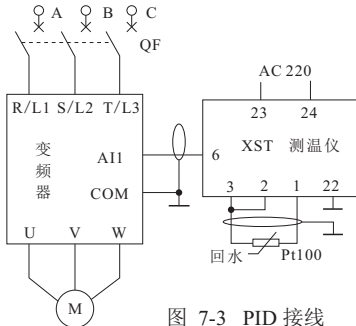 A B C
QF
R/L1 S/L2 T/L3
AC 220
23 24
变频器
AI1
6
XST 测温仪
COM
3 2 1 22
U V W
回水 Pt100
M
图 7-3 PID 接线